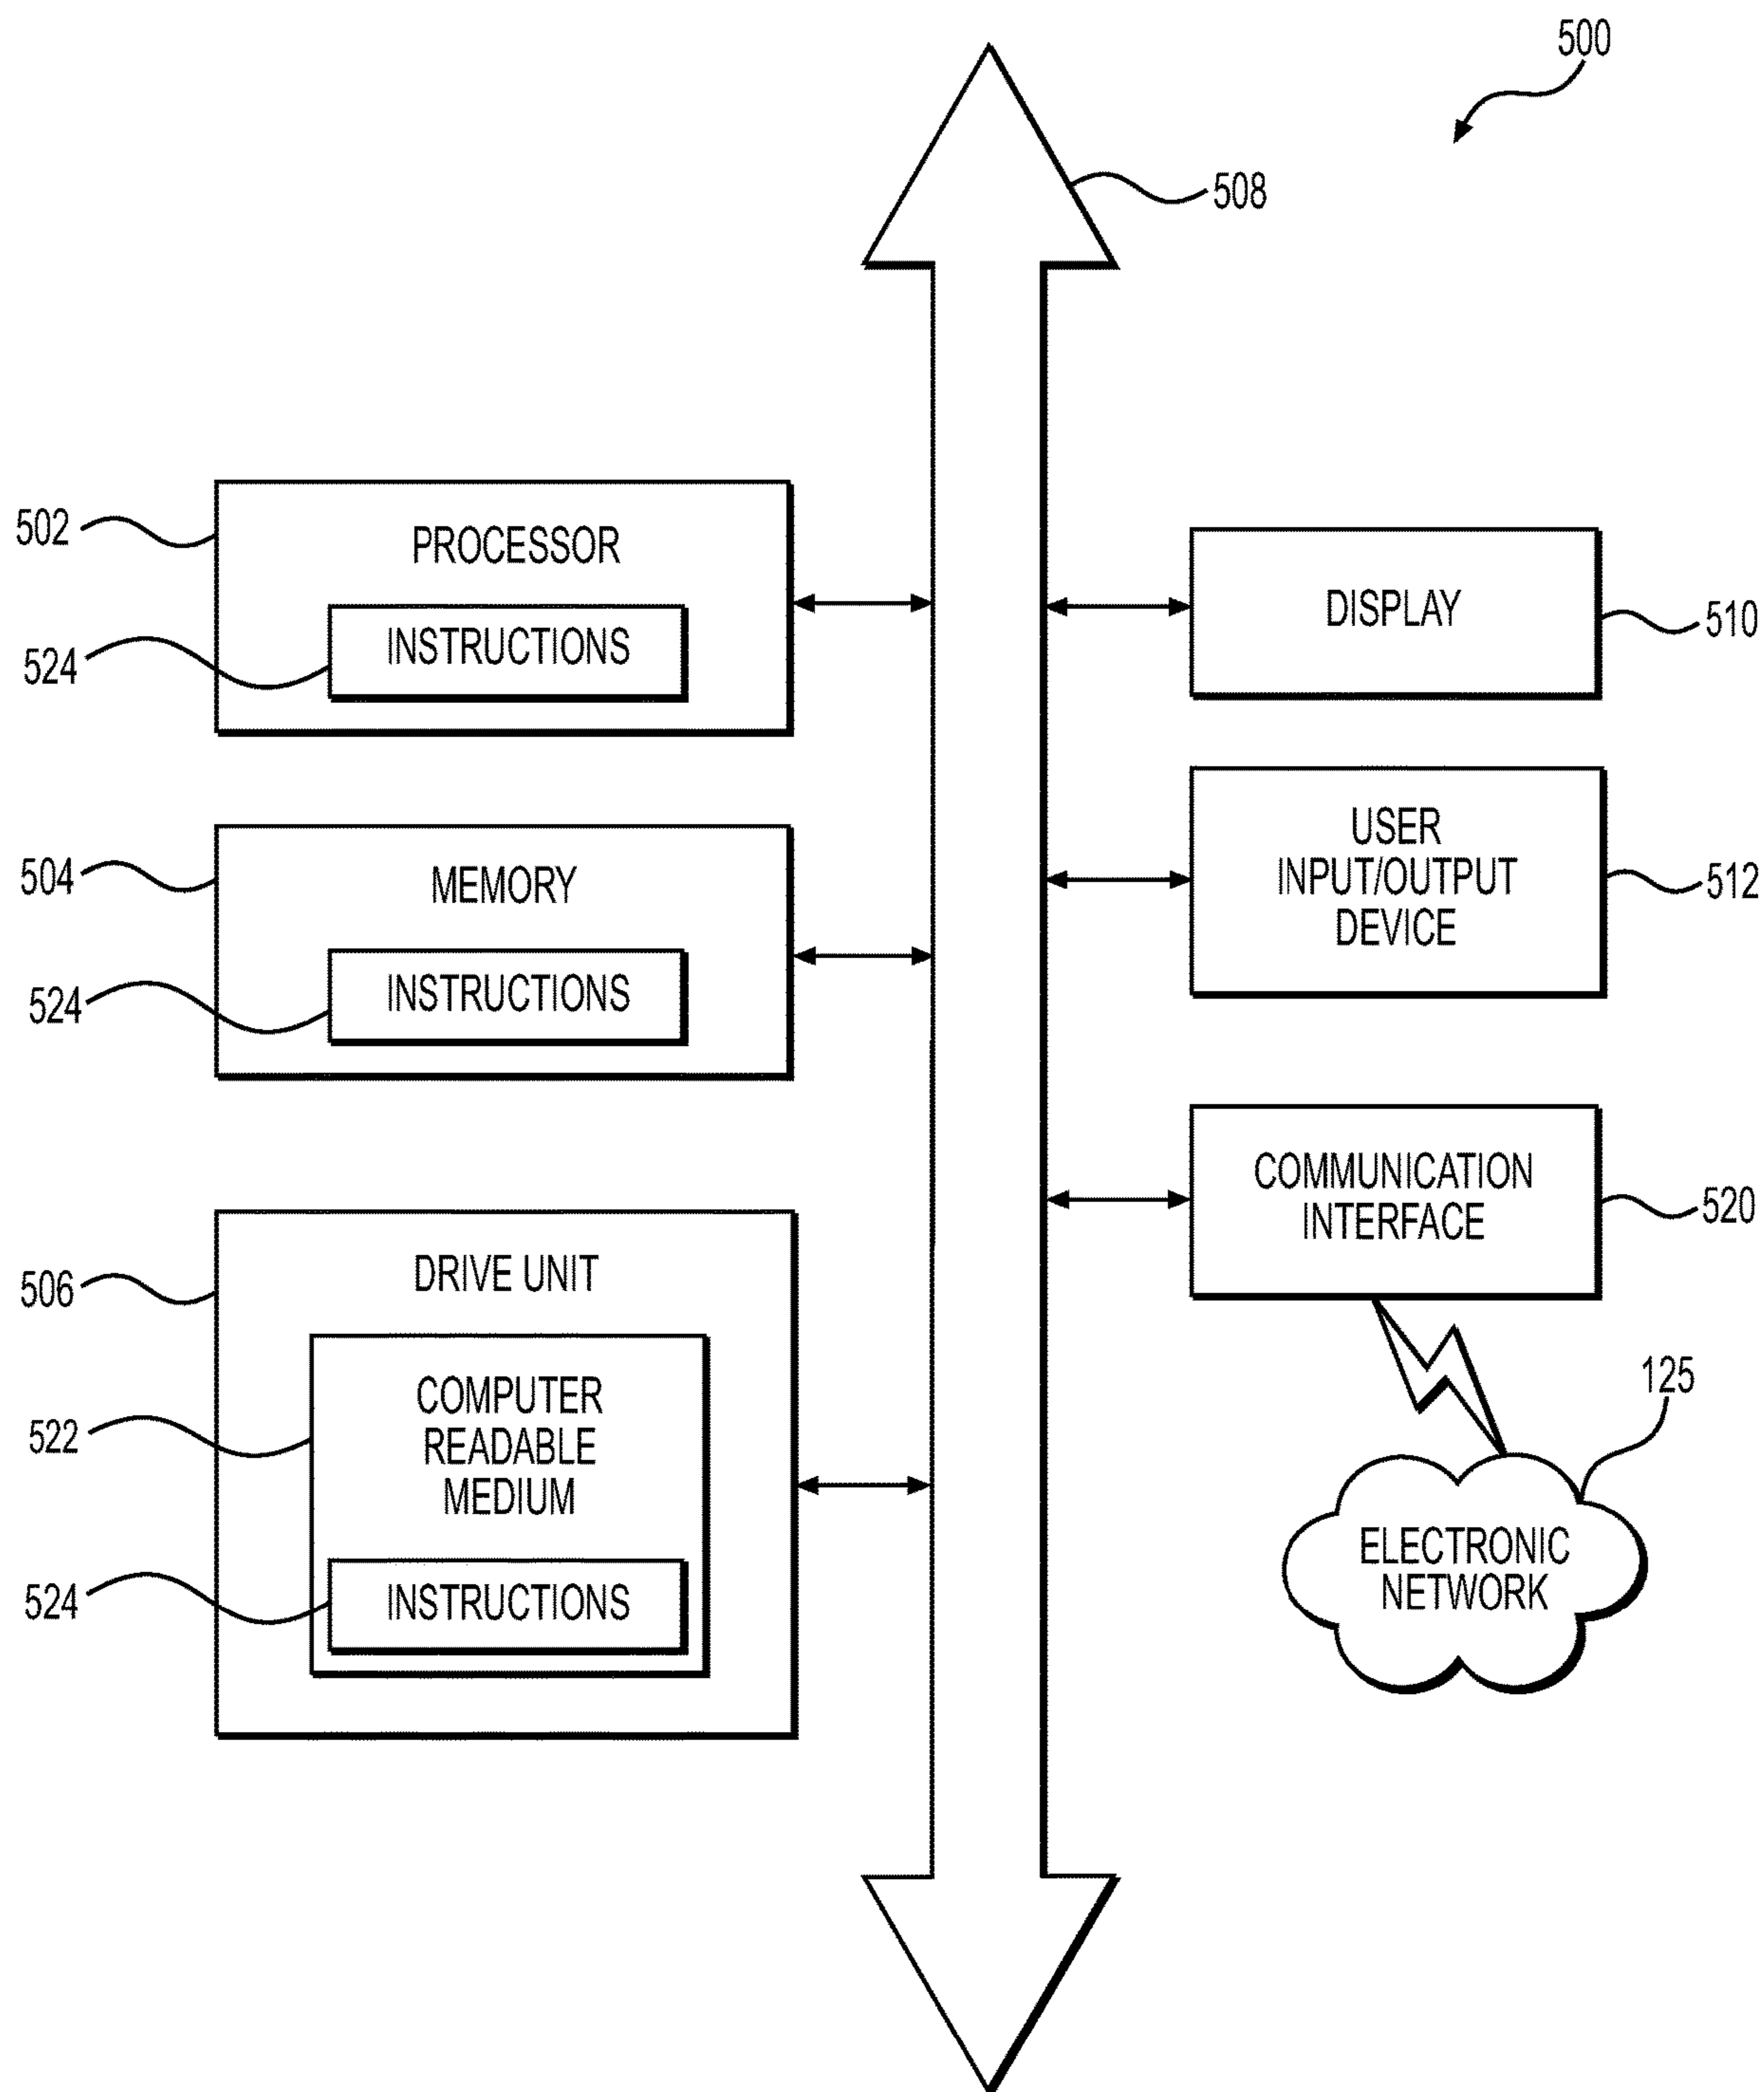 500
508
502
PROCESSOR
524
INSTRUCTIONS
504
MEMORY
524
INSTRUCTIONS
506
DRIVE UNIT
522
COMPUTER
READABLE
MEDIUM
524
INSTRUCTIONS
DISPLAY
510
USER
INPUT/OUTPUT
DEVICE
512
COMMUNICATION
INTERFACE
520
125
ELECTRONIC
NETWORK